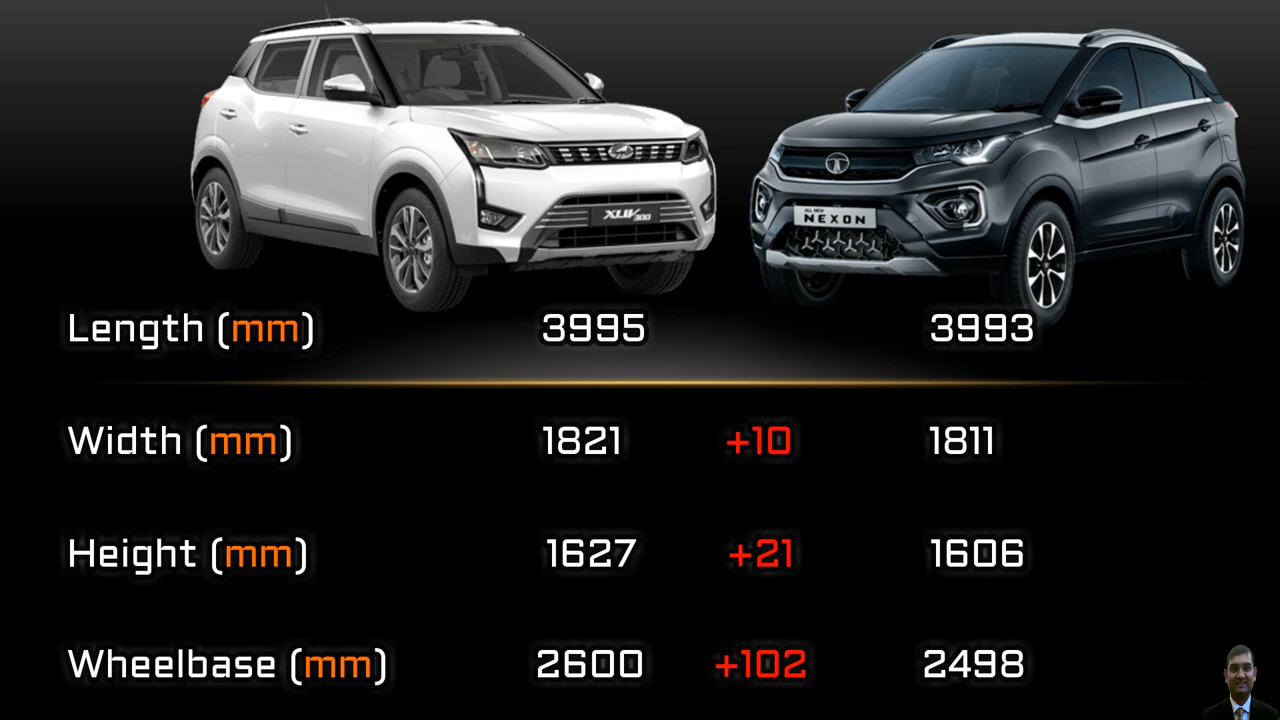 XUV300
ALL NEW
NEXON
Length (mm) 3995 3993
Width (mm) 1821 +10 1811
Height (mm) 1627 +21 1606
Wheelbase (mm) 2600 +102 2498